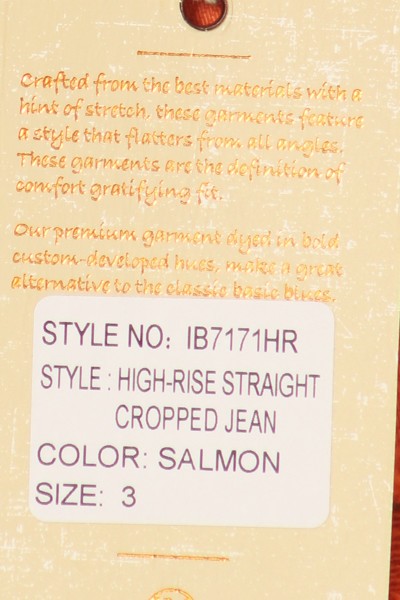 Crafted from the best materials with a
hint of stretch, these garments feature
a style that flatters from all angles.
These garments are the definition of
comfort gratifying fit.
Our premium garment dyed in bold
custom-developed hues, make a great
alternative to the classic basic blues.
STYLE NO: IB7171HR
STYLE : HIGH-RISE STRAIGHT
CROPPED JEAN
COLOR: SALMON
SIZE: 3